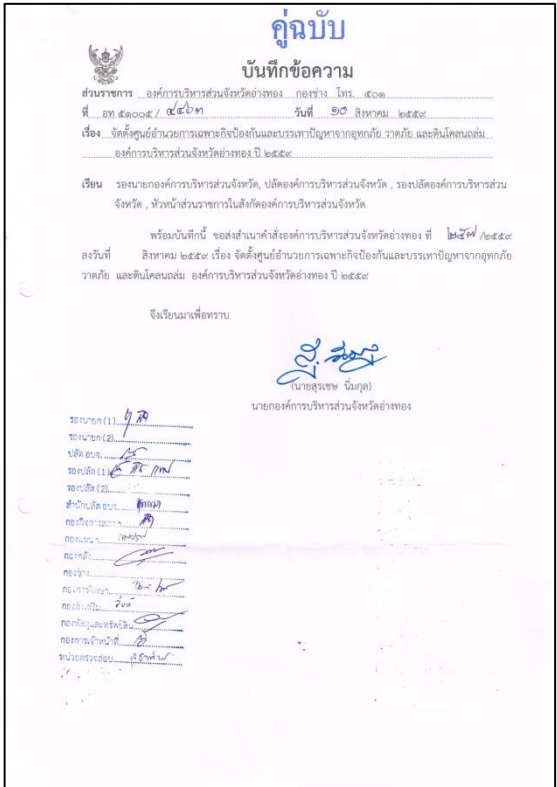 คู่ฉบับ
บันทึกข้อความ
ส่วนราชการ องค์การบริหารส่วนจังหวัดอ่างทอง กองช่าง โทร. ๕๐๑
ที่ อท ๕๑๐๐๕/ วันที่ ๑๐ สิงหาคม ๒๕๕๙
เรื่อง จัดตั้งศูนย์อำนวยการเฉพาะกิจป้องกันและบรรเทาปัญหาจากอุทกภัย วาตภัย และดินโคลนถล่ม
องค์การบริหารส่วนจังหวัดอ่างทอง ปี ๒๕๕๙
เรียน รองนายกองค์การบริหารส่วนจังหวัด, ปลัดองค์การบริหารส่วนจังหวัด , รองปลัดองค์การบริหารส่วน
จังหวัด , หัวหน้าส่วนราชการในสังกัดองค์การบริหารส่วนจังหวัด
พร้อมบันทึกนี้ ขอส่งสำเนาคำสั่งองค์การบริหารส่วนจังหวัดอ่างทอง ที่ /๒๕๕๙
ลงวันที่ สิงหาคม ๒๕๕๙ เรื่อง จัดตั้งศูนย์อำนวยการเฉพาะกิจป้องกันและบรรเทาปัญหาจากอุทกภัย
วาตภัย และดินโคลนถล่ม องค์การบริหารส่วนจังหวัดอ่างทอง ปี ๒๕๕๙
จึงเรียนมาเพื่อทราบ
(นายสุรเชษ นิ่มกุล)
นายกองค์การบริหารส่วนจังหวัดอ่างทอง
รองนายก (1)
รองนายก (2)
ปลัด อบจ.
รองปลัด (1)
รองปลัด (2)
สำนักปลัด อบจ.
กองกิจการสภาฯ
กองแผนฯ
กองคลัง
กองช่าง
กองการศึกษา
กองส่งเสริม
กองพัสดุและทรัพย์สิน
กองการเจ้าหน้าที่
หน่วยตรวจสอบ